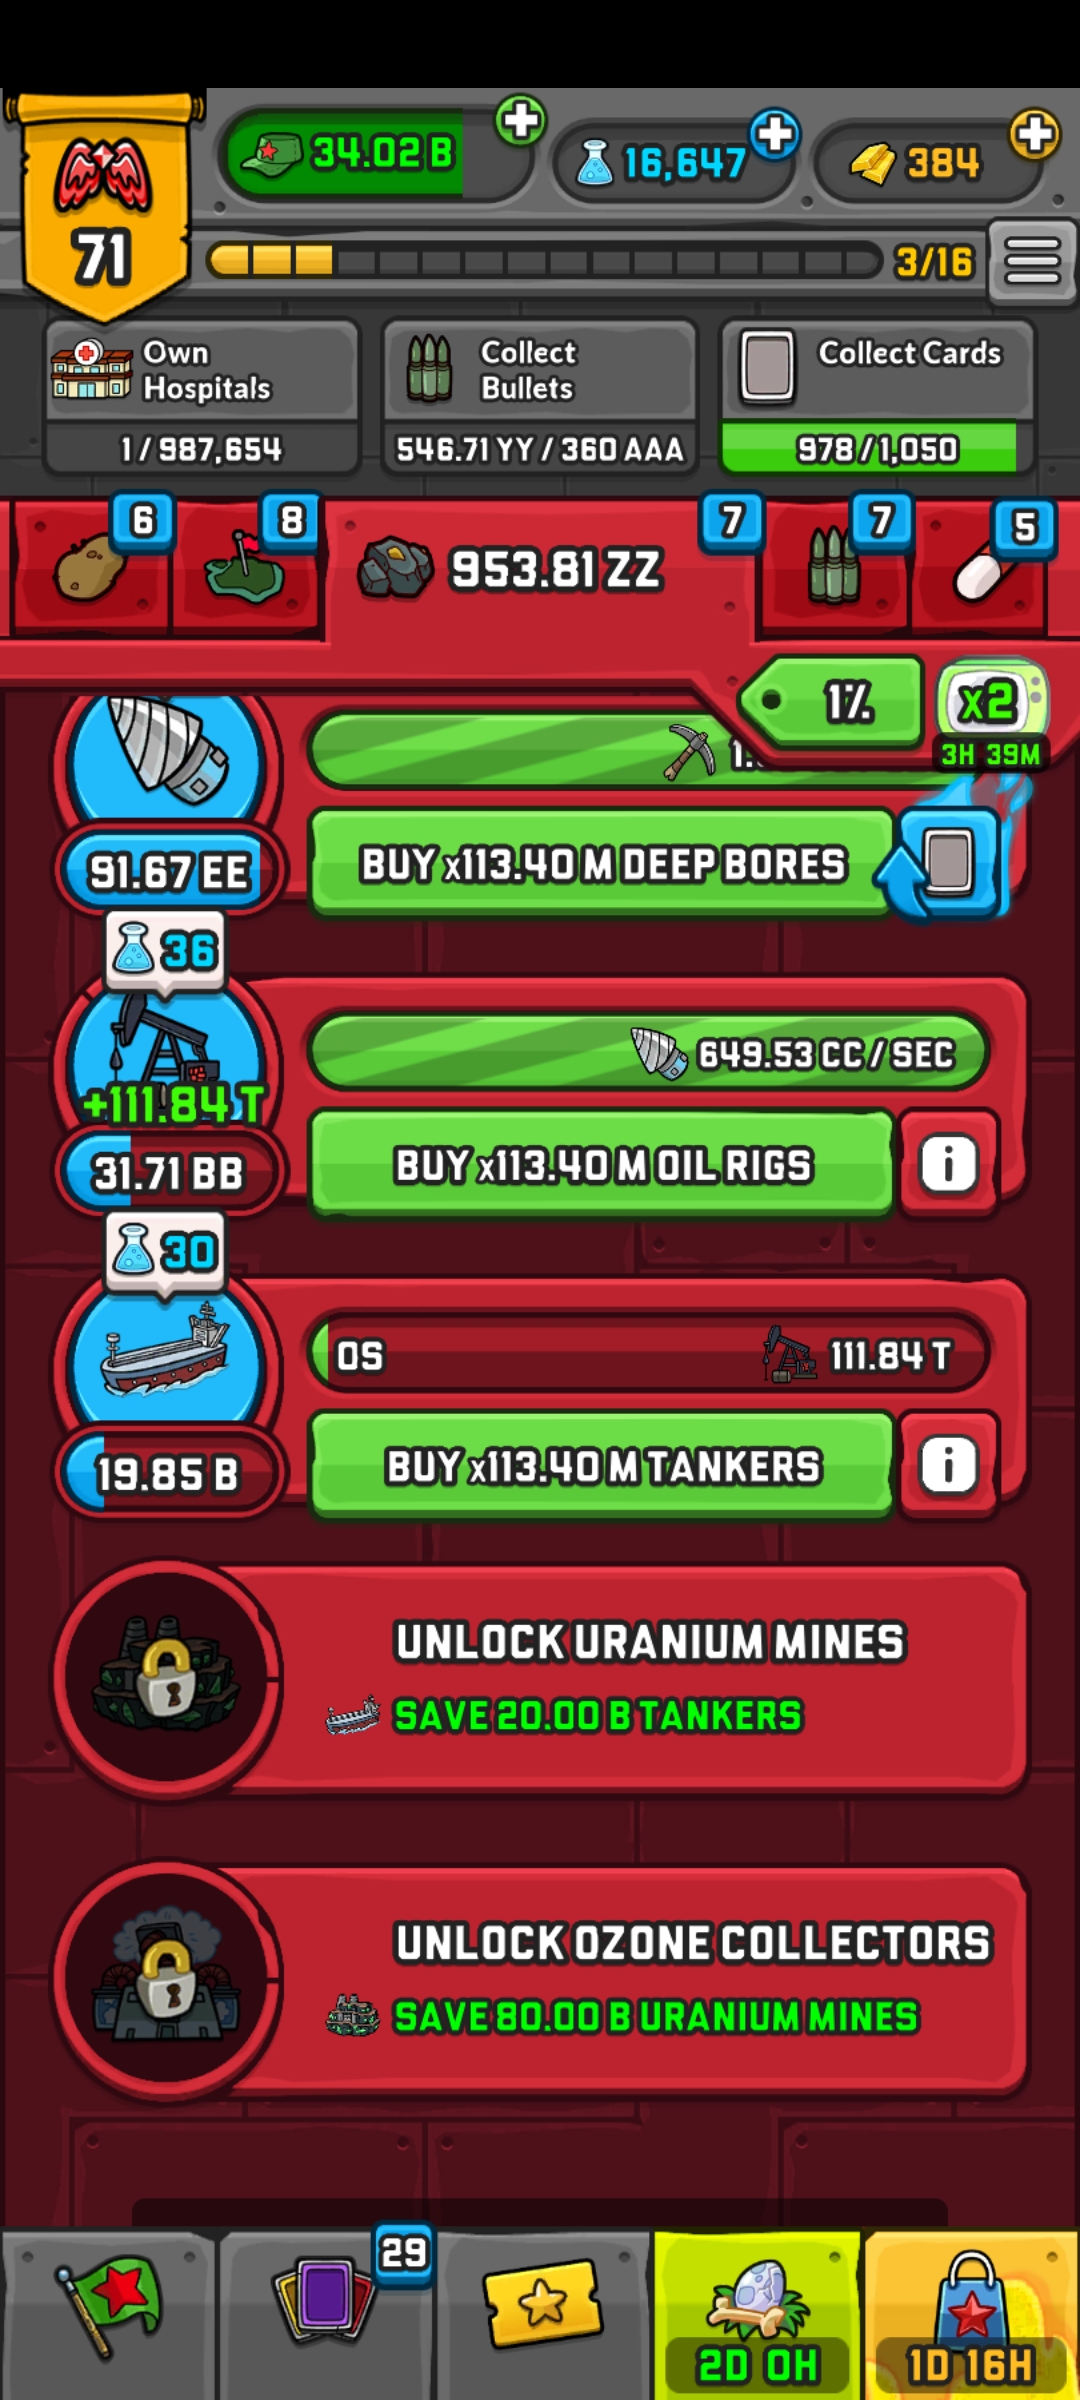 34.02 B
16,647
384
71
3/16
Own
Hospitals
1 / 987,654
Collect
Bullets
546.71 YY / 360 AAA
Collect Cards
978 / 1,050
6
8
953.81 ZZ
7
7
5
1%
x2
3H 39M
91.67 EE
BUY x113.40 M DEEP BORES
36
+111.84 T
649.53 CC / SEC
31.71 BB
BUY x113.40 M OIL RIGS
i
30
0S
111.84 T
19.85 B
BUY x113.40 M TANKERS
i
UNLOCK URANIUM MINES
SAVE 20.00 B TANKERS
UNLOCK OZONE COLLECTORS
SAVE 80.00 B URANIUM MINES
29
2D 0H
1D 16H